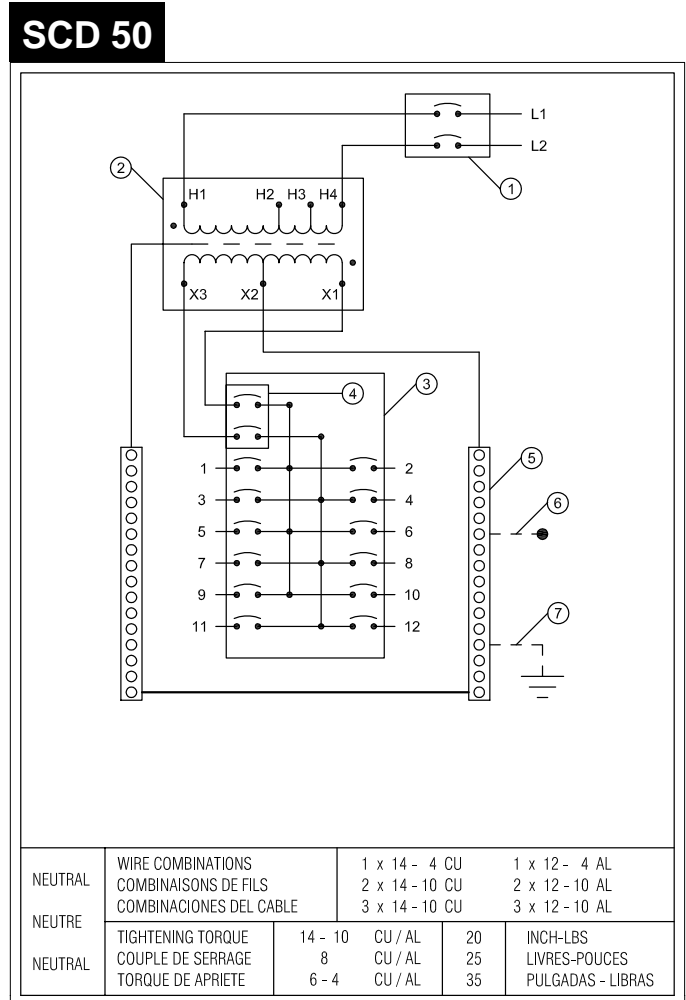 SCD 50
L1
L2
1
2
H1 H2 H3 H4
X3 X2 X1
3
4
1 2
3 4
5 6
7 8
9 10
11 12
5
6
7
NEUTRAL
NEUTRE
NEUTRAL
WIRE COMBINATIONS 1 x 14 - 4 CU 1 x 12 - 4 AL
COMBINAISONS DE FILS 2 x 14 - 10 CU 2 x 12 - 10 AL
COMBINACIONES DEL CABLE 3 x 14 - 10 CU 3 x 12 - 10 AL
TIGHTENING TORQUE 14 - 10 CU / AL 20 INCH-LBS
COUPLE DE SERRAGE 8 CU / AL 25 LIVRES-POUCES
TORQUE DE APRIETE 6 - 4 CU / AL 35 PULGADAS - LIBRAS